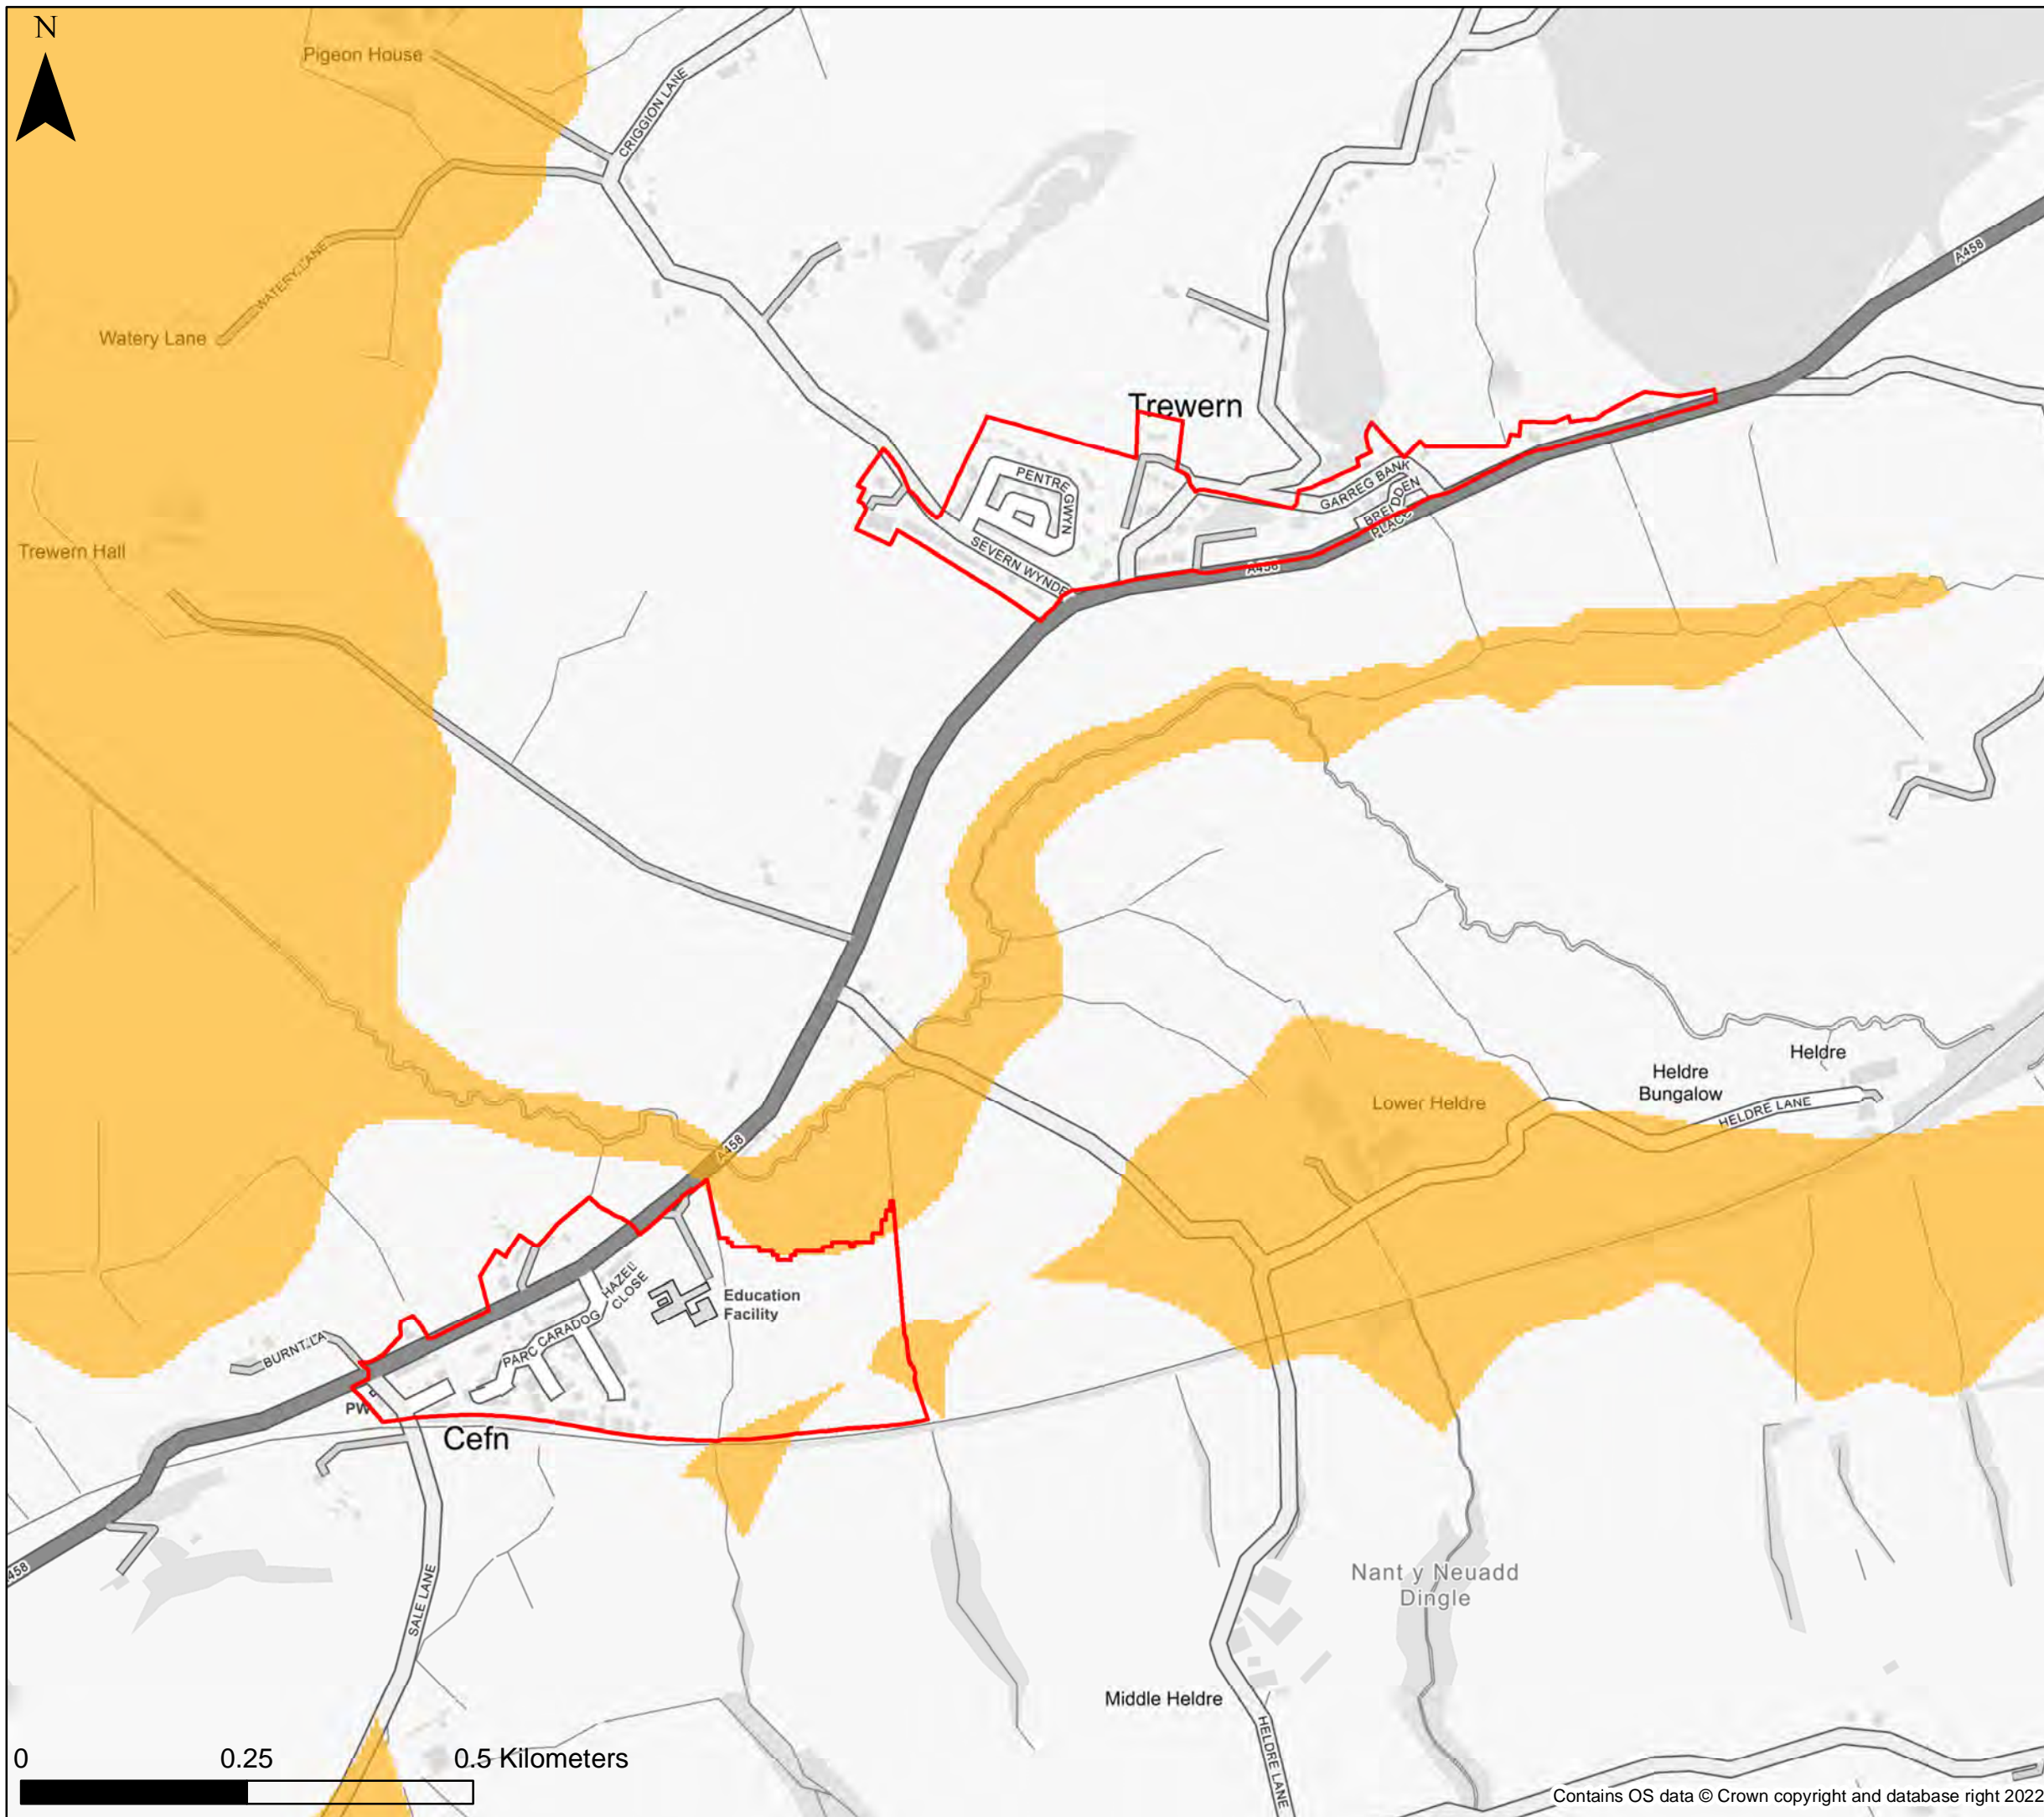 N
Pigeon House
CRIGGION LANE
WATERY LANE
A458
Watery Lane
Trewern
PENTRE GWYN
GARREG BANK
BREIDDEN
PLACE
Trewern Hall
SEVERN WYNDE
A458
Heldre
Heldre
Bungalow
Lower Heldre
HELDRE LANE
A458
HAZEL
CLOSE
Education
Facility
PARC CARADOG
BURNT LA
PW
Cefn
458
SALE LANE
Nant y Neuadd
Dingle
Middle Heldre
HELDRE LANE
0 0.25 0.5 Kilometers
Contains OS data © Crown copyright and database right 2022